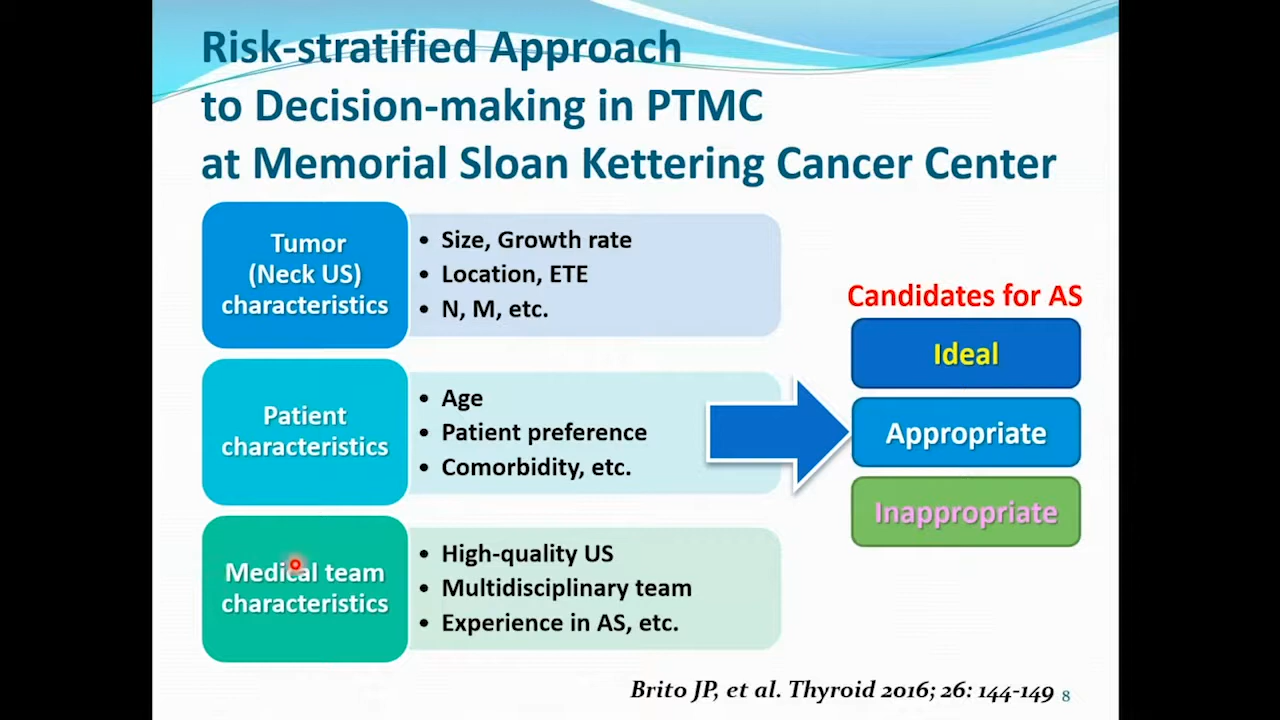 Risk-stratified Approach
to Decision-making in PTMC
at Memorial Sloan Kettering Cancer Center
Tumor
(Neck US)
characteristics
• Size, Growth rate
• Location, ETE
• N, M, etc.
Patient
characteristics
• Age
• Patient preference
• Comorbidity, etc.
Medical team
characteristics
• High-quality US
• Multidisciplinary team
• Experience in AS, etc.
Candidates for AS
Ideal
Appropriate
Inappropriate
Brito JP, et al. Thyroid 2016; 26: 144-149
8